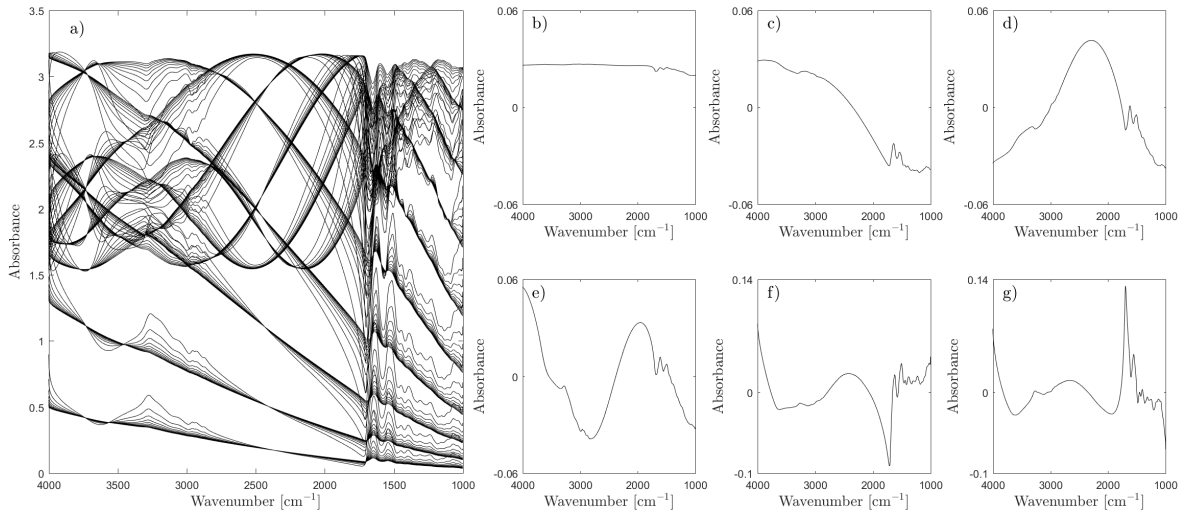 a)
3.5
3
2.5
2
1.5
1
0.5
0
Absorbance
4000 3500 3000 2500 2000 1500 1000
Wavenumber [cm⁻¹]
b)
0.06
0
-0.06
Absorbance
4000 3000 2000 1000
Wavenumber [cm⁻¹]
c)
0.06
0
-0.06
Absorbance
4000 3000 2000 1000
Wavenumber [cm⁻¹]
d)
0.06
0
-0.06
Absorbance
4000 3000 2000 1000
Wavenumber [cm⁻¹]
e)
0.06
0
-0.06
Absorbance
4000 3000 2000 1000
Wavenumber [cm⁻¹]
f)
0.14
0
-0.1
Absorbance
4000 3000 2000 1000
Wavenumber [cm⁻¹]
g)
0.14
0
-0.1
Absorbance
4000 3000 2000 1000
Wavenumber [cm⁻¹]